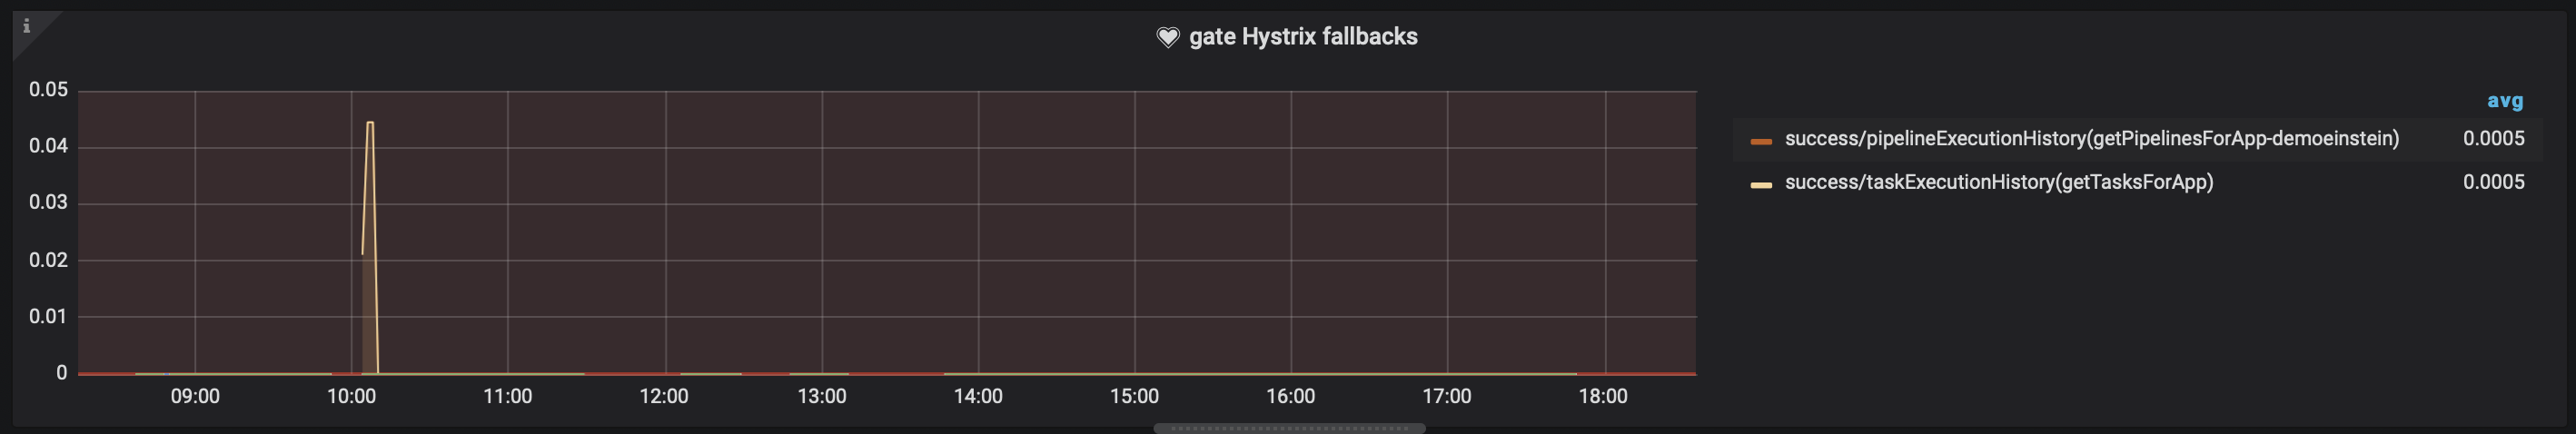 i
gate Hystrix fallbacks
0.05
0.04
0.03
0.02
0.01
0
09:00 10:00 11:00 12:00 13:00 14:00 15:00 16:00 17:00 18:00
avg
success/pipelineExecutionHistory(getPipelinesForApp-demoeinstein) 0.0005
success/taskExecutionHistory(getTasksForApp) 0.0005